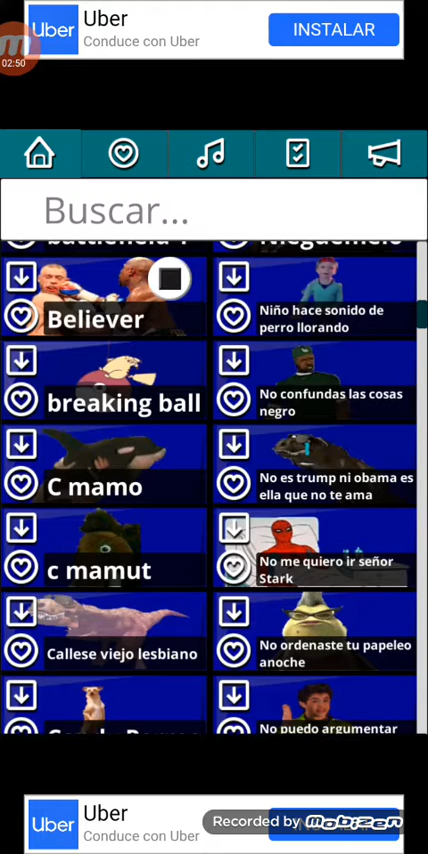 Uber
Uber
Conduce con Uber
INSTALAR
02:50
Buscar...
Believer
Niño hace sonido de
perro llorando
breaking ball
No confundas las cosas
negro
C mamo
No es trump ni obama es
ella que no te ama
c mamut
No me quiero ir señor
Stark
Callese viejo lesbiano
No ordenaste tu papeleo
anoche
No puedo argumentar
Uber
Uber
Conduce con Uber
Recorded by MOBIZEN